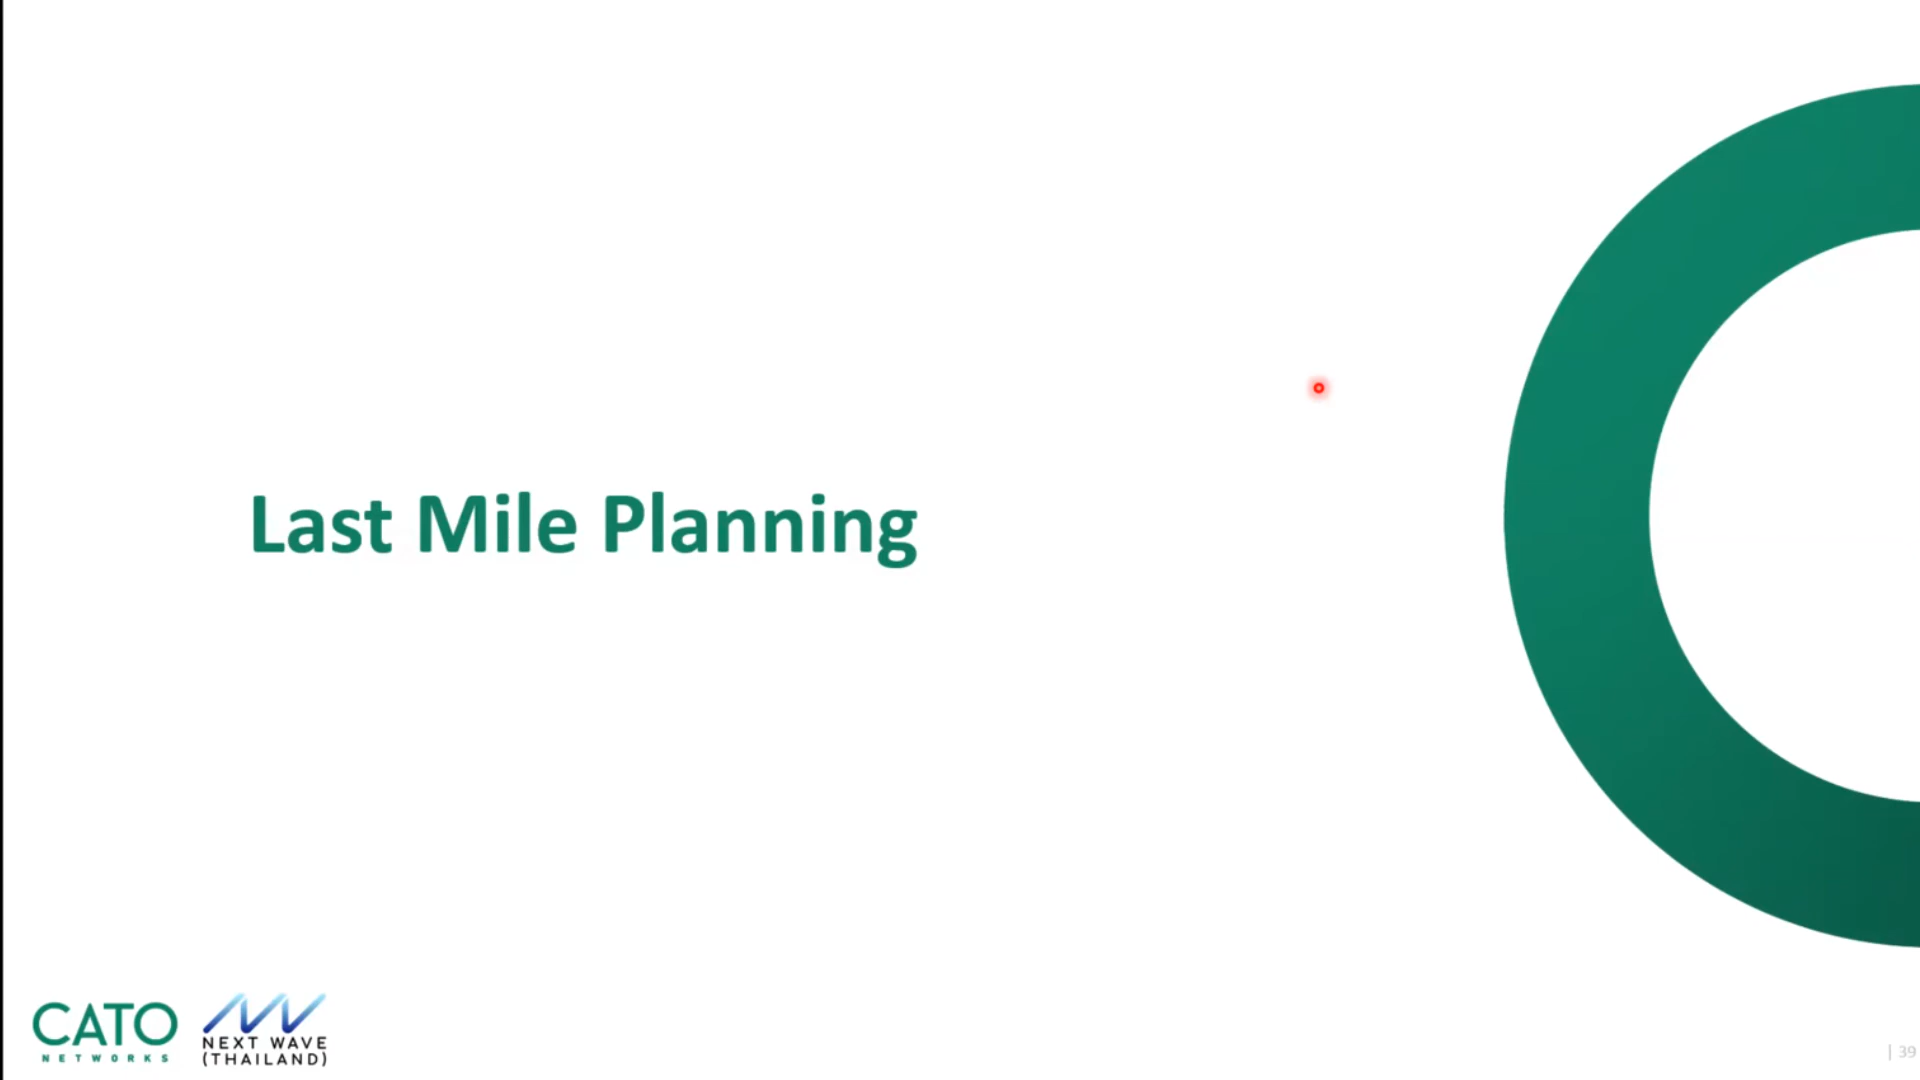 Last Mile Planning
CATO
NETWORKS
NEXT WAVE
(THAILAND)
| 39